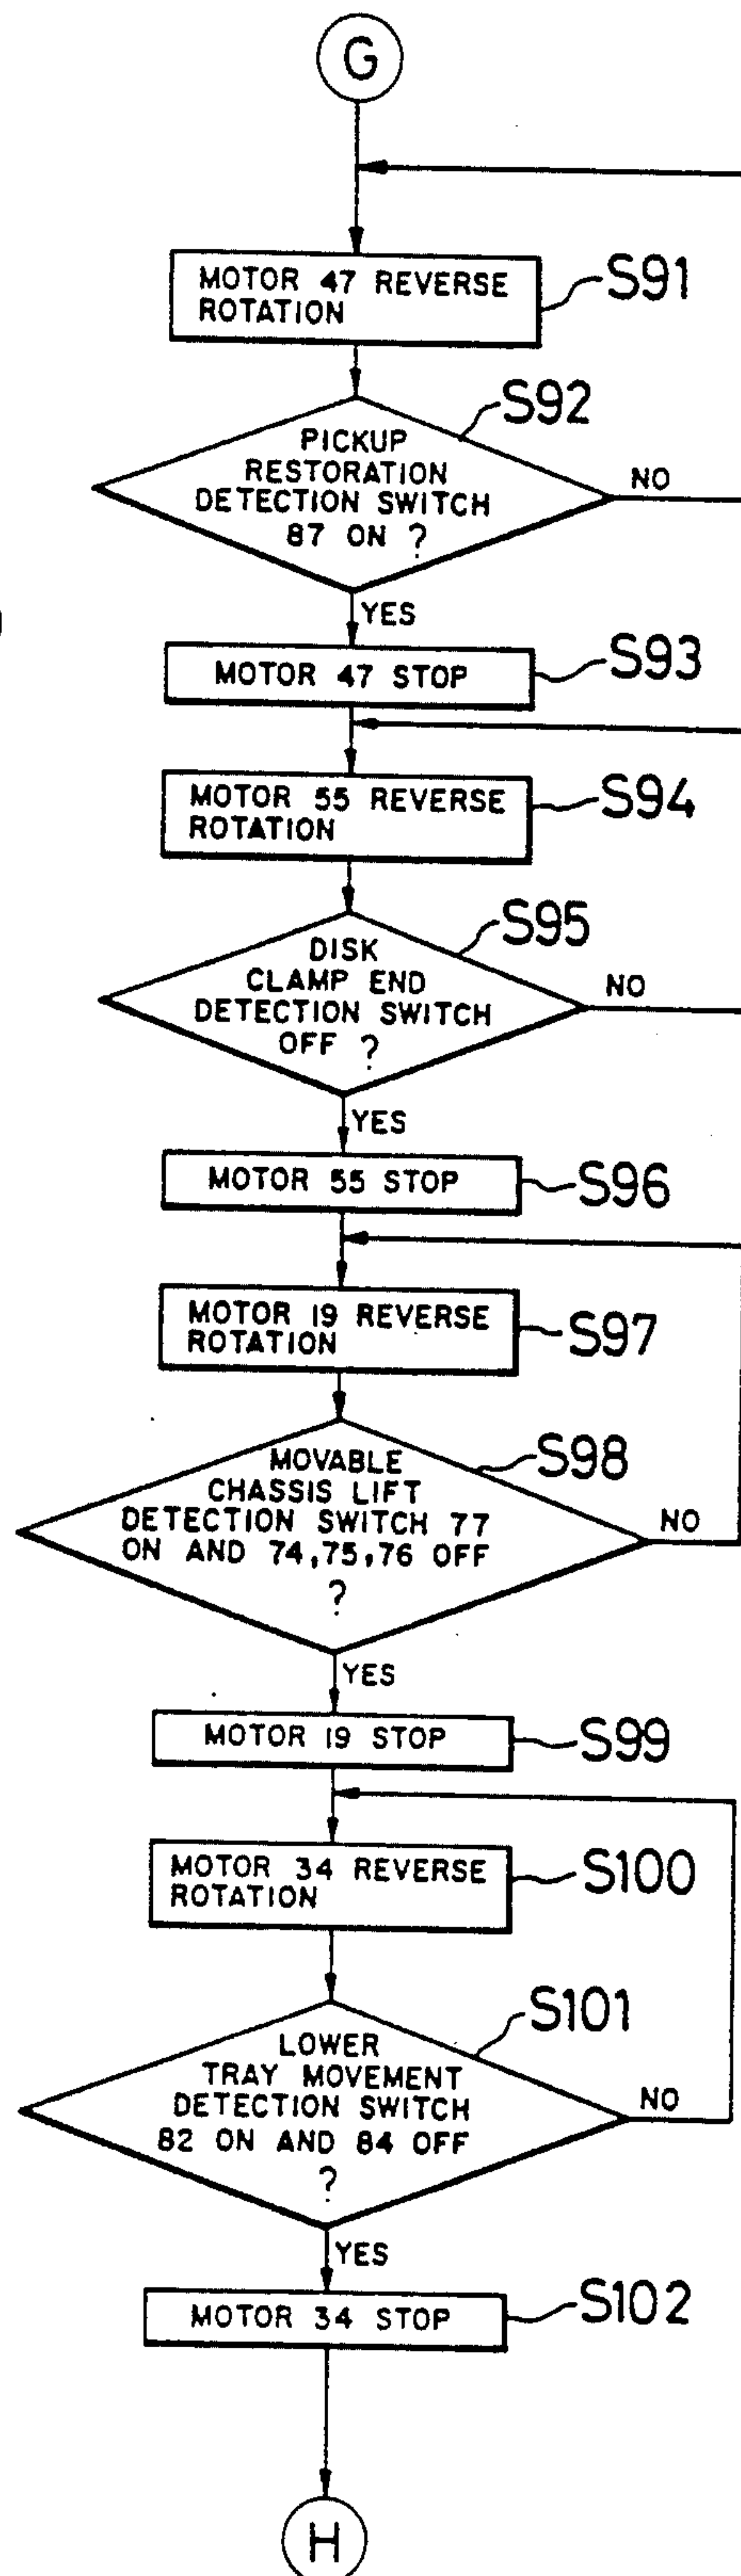 G
MOTOR 47 REVERSE
ROTATION
S91
S92
PICKUP
RESTORATION
DETECTION SWITCH
87 ON ?
NO
YES
MOTOR 47 STOP
S93
MOTOR 55 REVERSE
ROTATION
S94
S95
DISK
CLAMP END
DETECTION SWITCH
OFF ?
NO
YES
MOTOR 55 STOP
S96
MOTOR 19 REVERSE
ROTATION
S97
S98
MOVABLE
CHASSIS LIFT
DETECTION SWITCH 77
ON AND 74,75,76 OFF
?
NO
YES
MOTOR 19 STOP
S99
MOTOR 34 REVERSE
ROTATION
S100
S101
LOWER
TRAY MOVEMENT
DETECTION SWITCH
82 ON AND 84 OFF
?
NO
YES
MOTOR 34 STOP
S102
H